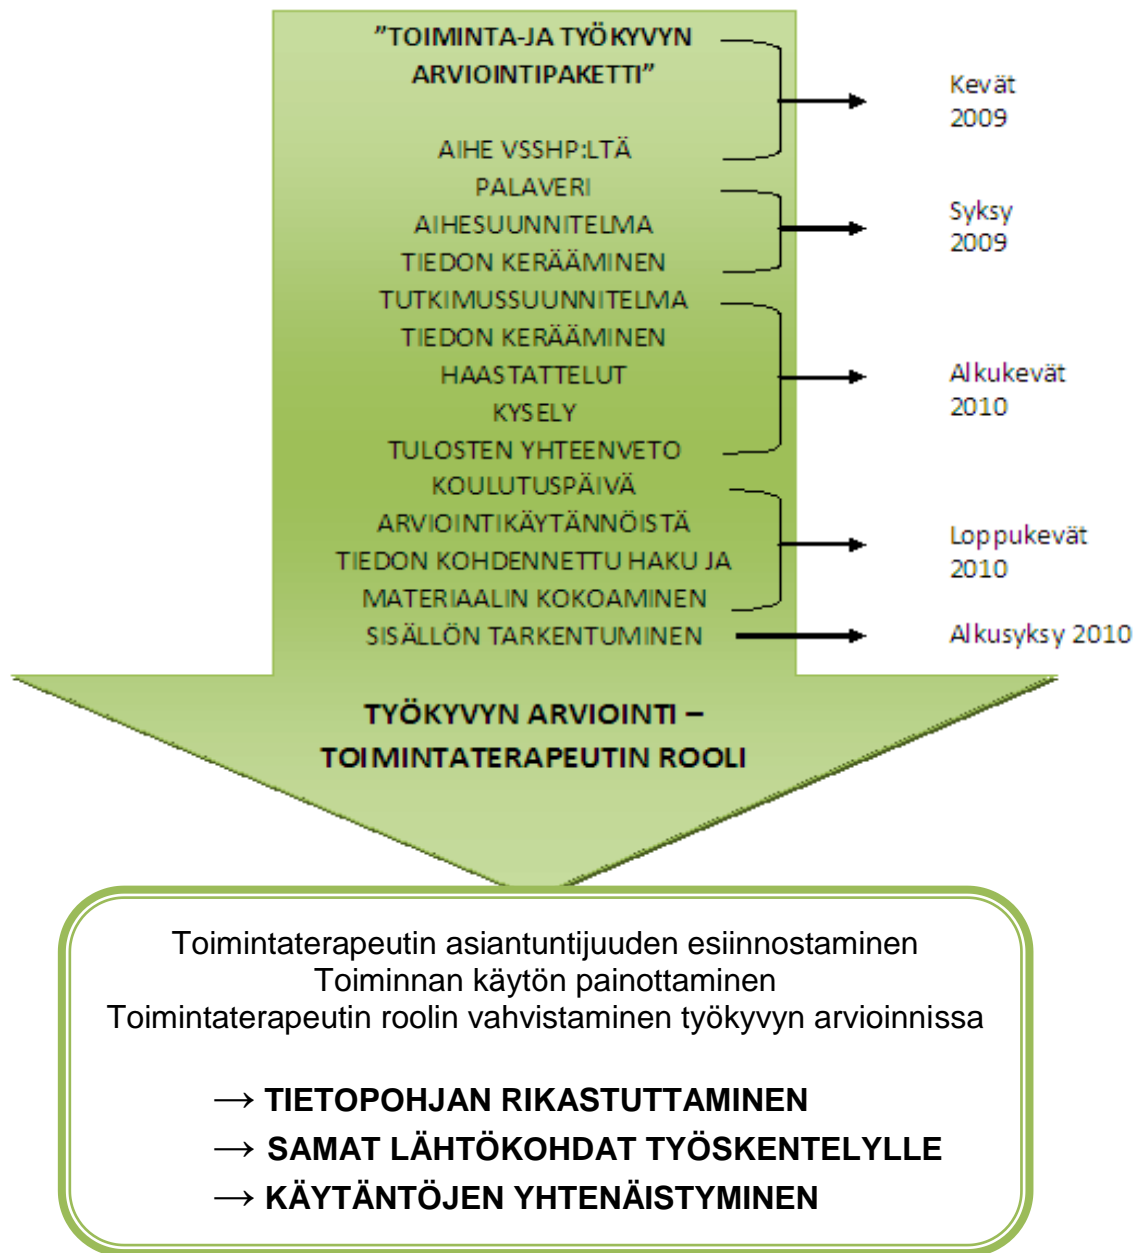 ”TOIMINTA-JA TYÖKYVYN
ARVIOINTIPAKETTI”
Kevät
2009
AIHE VSSHP:LTÄ
PALAVERI
AIHESUUNNITELMA
TIEDON KERÄÄMINEN
Syksy
2009
TUTKIMUSSUUNNITELMA
TIEDON KERÄÄMINEN
HAASTATTELUT
KYSELY
TULOSTEN YHTEENVETO
Alkukevät
2010
KOULUTUSPÄIVÄ
ARVIOINTIKÄYTÄNNÖISTÄ
TIEDON KOHDENNETTU HAKU JA
MATERIAALIN KOKOAMINEN
Loppukevät
2010
SISÄLLÖN TARKENTUMINEN
Alkusyksy 2010
TYÖKYVYN ARVIOINTI –
TOIMINTATERAPEUTIN ROOLI
Toimintaterapeutin asiantuntijuuden esiinnostaminen
Toiminnan käytön painottaminen
Toimintaterapeutin roolin vahvistaminen työkyvyn arvioinnissa
→ TIETOPOHJAN RIKASTUTTAMINEN
→ SAMAT LÄHTÖKOHDAT TYÖSKENTELYLLE
→ KÄYTÄNTÖJEN YHTENÄISTYMINEN